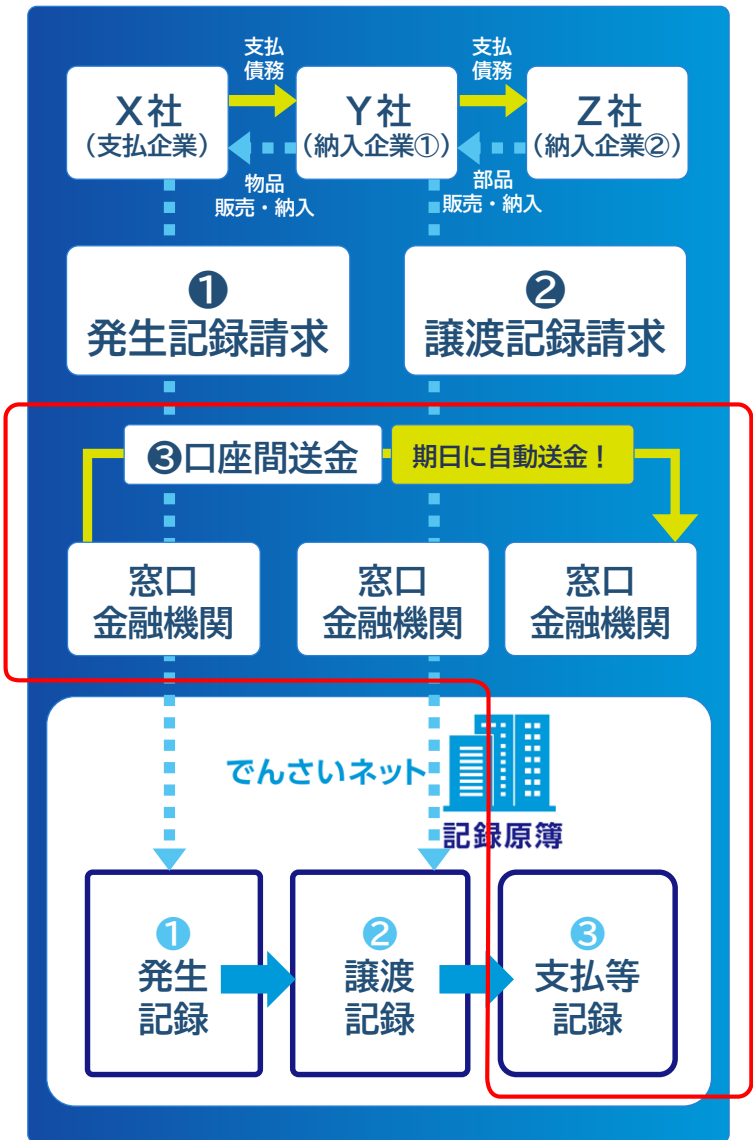 支払
債務
支払
債務
X社
(支払企業)
Y社
(納入企業①)
Z社
(納入企業②)
物品
販売・納入
部品
販売・納入
❶
発生記録請求
❷
譲渡記録請求
❸口座間送金
期日に自動送金！
窓口
金融機関
窓口
金融機関
窓口
金融機関
でんさいネット
記録原簿
❶
発生
記録
❷
譲渡
記録
❸
支払等
記録